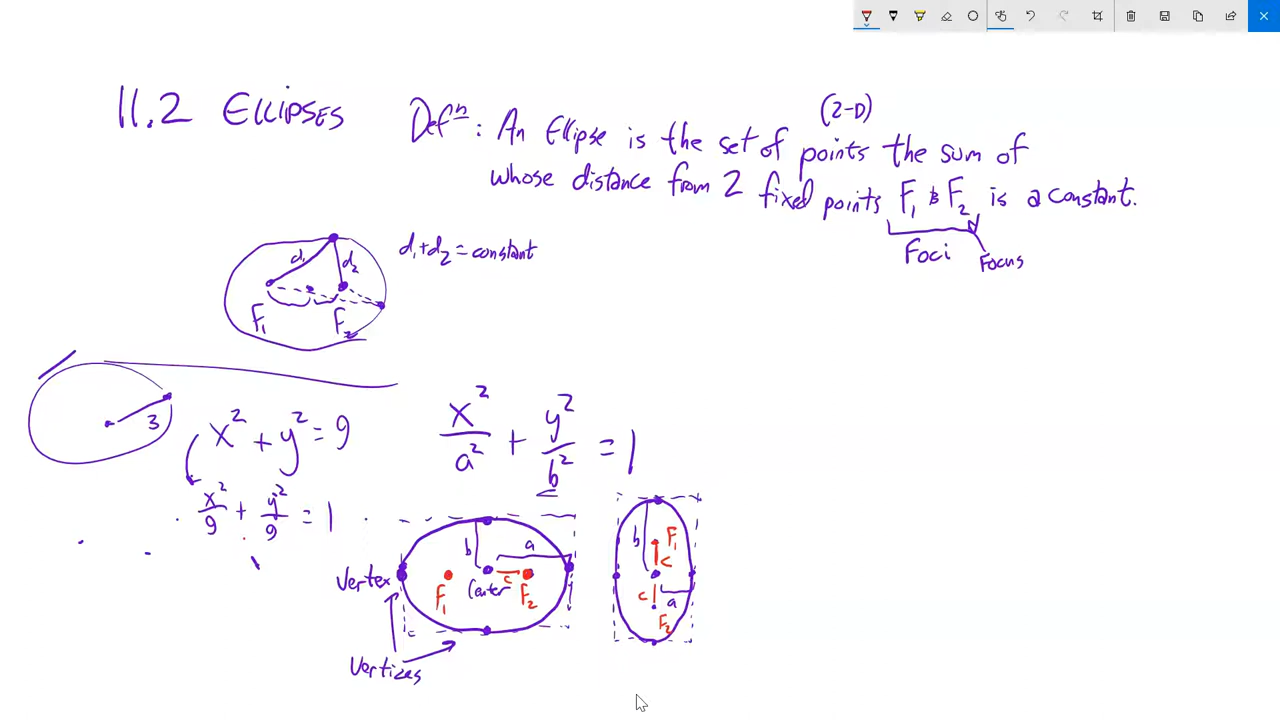 11.2 Ellipses
Defⁿ: An Ellipse is the set of points the sum of
(2-D)
whose distance from 2 fixed points F₁ & F₂ is a constant.
Foci
Focus
d₁
d₂
d₁+d₂ = constant
F₁
F₂
3
x² + y² = 9
x²/9 + y²/9 = 1
x²/a² + y²/b² = 1
b
a
Vertex
F₁
Center
c
F₂
Vertices
b
F₁
c
c
a
F₂